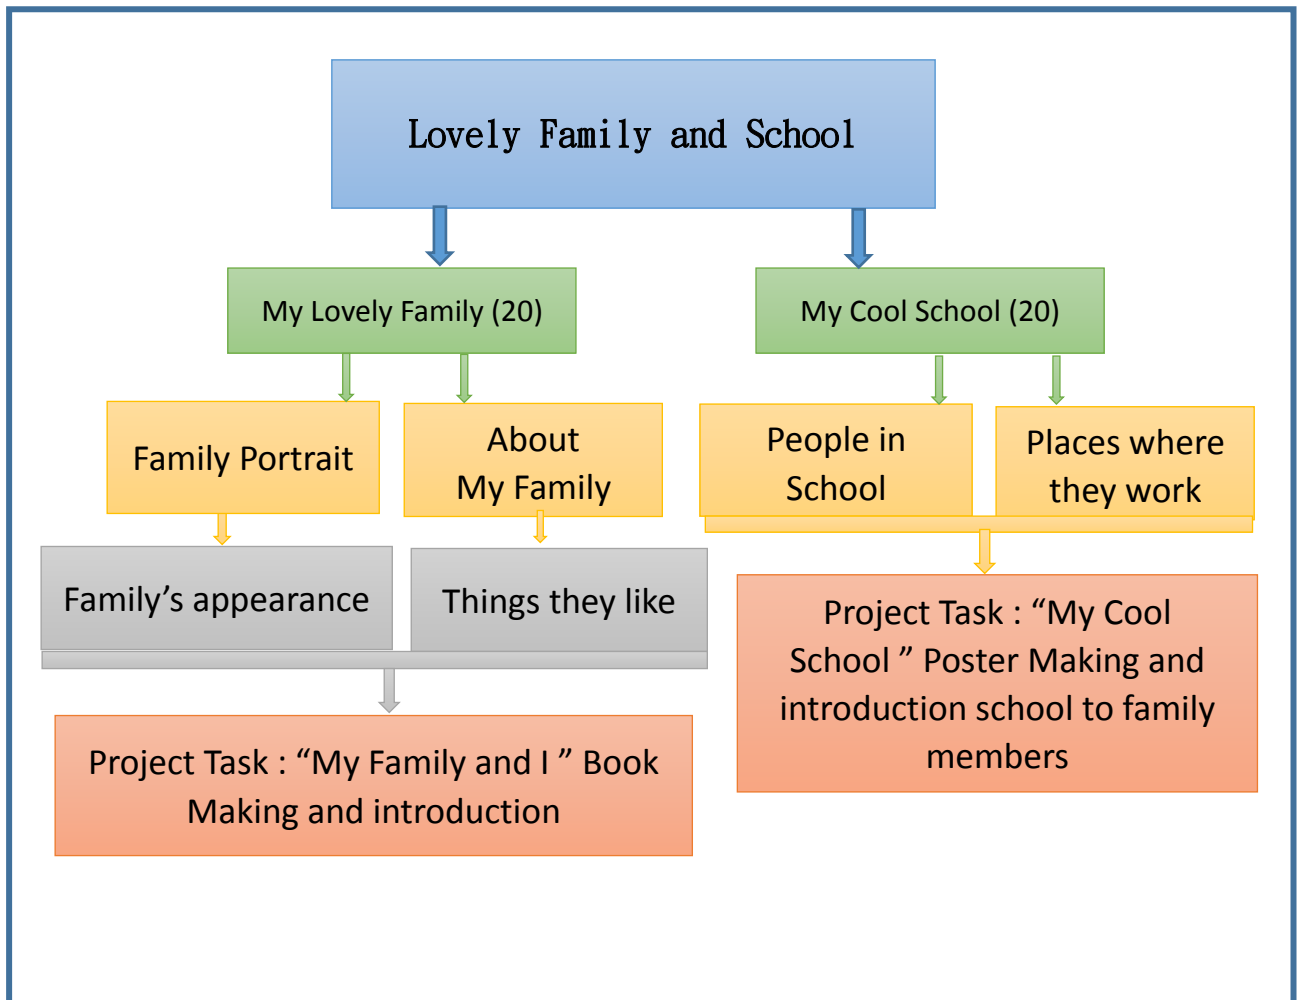 Lovely Family and School
My Lovely Family (20)
My Cool School (20)
Family Portrait
About
My Family
People in
School
Places where
they work
Family’s appearance
Things they like
Project Task : “My Cool
School ” Poster Making and
introduction school to family
members
Project Task : “My Family and I ” Book
Making and introduction